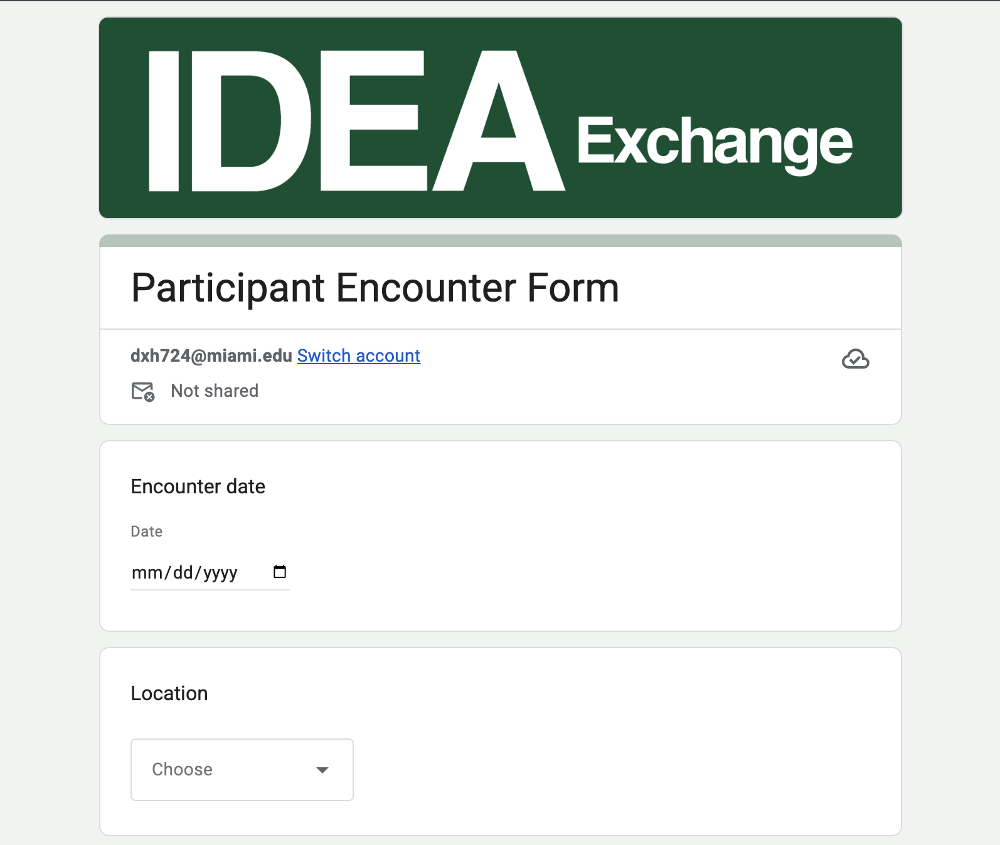 IDEA Exchange
Participant Encounter Form
dxh724@miami.edu Switch account
Not shared
Encounter date
Date
mm/dd/yyyy
Location
Choose